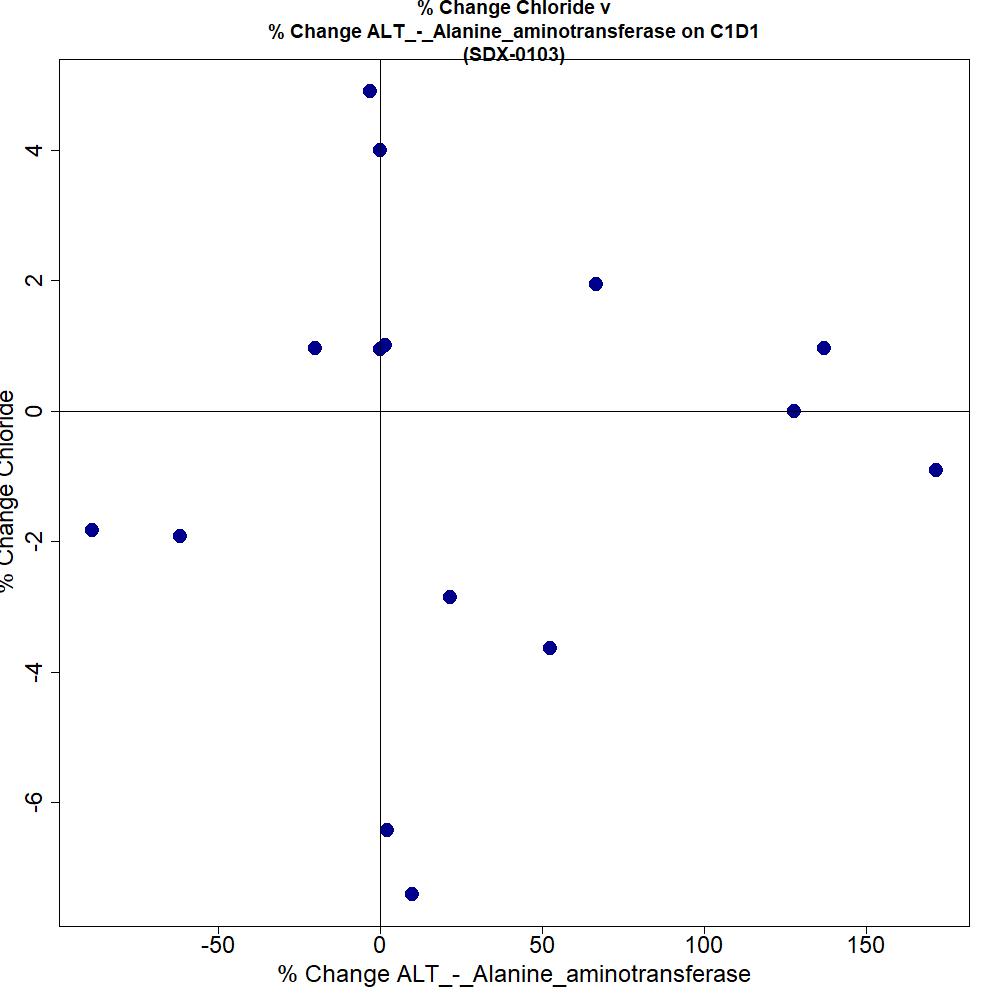 % Change Chloride v
% Change ALT_-_Alanine_aminotransferase on C1D1
(SDX-0103)
% Change Chloride
4
2
0
-2
-4
-6
-50
0
50
100
150
% Change ALT_-_Alanine_aminotransferase